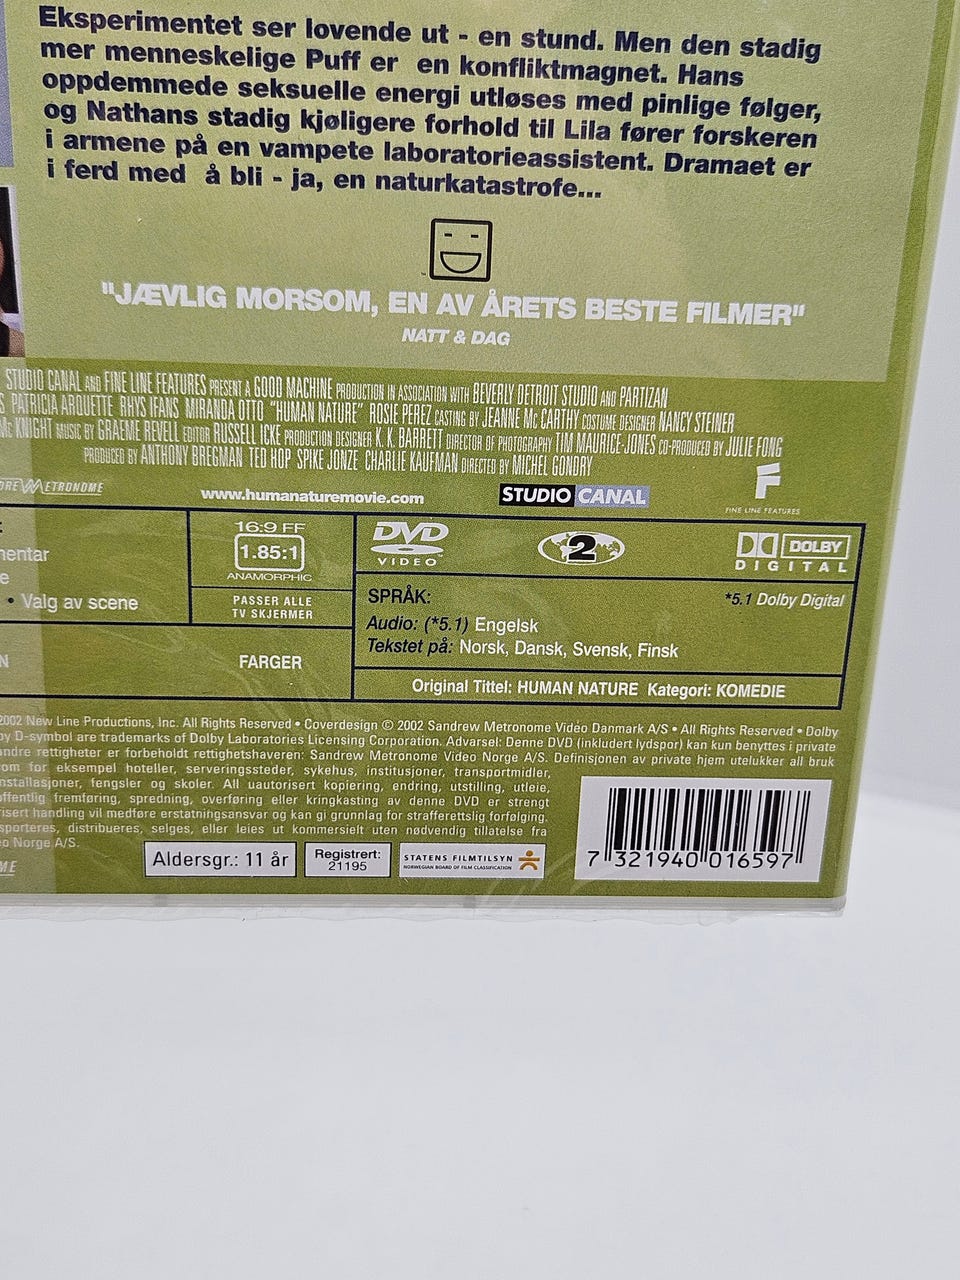 Eksperimentet ser lovende ut - en stund. Men den stadig
mer menneskelige Puff er en konfliktmagnet. Hans
oppdemmede seksuelle energi utløses med pinlige følger,
og Nathans stadig kjøligere forhold til Lila fører forskeren
i armene på en vampete laboratorieassistent. Dramaet er
i ferd med å bli - ja, en naturkatastrofe...
"JÆVLIG MORSOM, EN AV ÅRETS BESTE FILMER"
NATT & DAG
STUDIO CANAL AND FINE LINE FEATURES PRESENT A GOOD MACHINE PRODUCTION IN ASSOCIATION WITH BEVERLY DETROIT STUDIO AND PARTIZAN
PATRICIA ARQUETTE RHYS IFANS MIRANDA OTTO "HUMAN NATURE" ROSIE PEREZ CASTING BY JEANNE Mc CARTHY COSTUME DESIGNER NANCY STEINER
Mc KNIGHT MUSIC BY GRAEME REVELL EDITOR RUSSELL ICKE PRODUCTION DESIGNER K. K. BARRETT DIRECTOR OF PHOTOGRAPHY TIM MAURICE-JONES CO-PRODUCED BY JULIE FONG
PRODUCED BY ANTHONY BREGMAN TED HOP SPIKE JONZE CHARLIE KAUFMAN DIRECTED BY MICHEL GONDRY
METRONOME
www.humanaturemovie.com
STUDIO CANAL
F
FINE LINE FEATURES
16:9 FF
1.85:1
ANAMORPHIC
PASSER ALLE
TV SKJERMER
DVD
VIDEO
2
DOLBY
DIGITAL
mentar
e
• Valg av scene
SPRÅK:
*5.1 Dolby Digital
Audio: (*5.1) Engelsk
Tekstet på: Norsk, Dansk, Svensk, Finsk
N
FARGER
Original Tittel: HUMAN NATURE Kategori: KOMEDIE
2002 New Line Productions, Inc. All Rights Reserved • Coverdesign © 2002 Sandrew Metronome Video Danmark A/S • All Rights Reserved • Dolby
by D-symbol are trademarks of Dolby Laboratories Licensing Corporation. Advarsel: Denne DVD (inkludert lydspor) kan kun benyttes i private
andre rettigheter er forbeholdt rettighetshaveren: Sandrew Metronome Video Norge A/S. Definisjonen av private hjem utelukker all bruk
om for eksempel hoteller, serveringssteder, sykehus, institusjoner, transportmidler,
nstallasjoner, fengsler og skoler. All uautorisert kopiering, endring, utstilling, utleie,
offentlig fremføring, spredning, overføring eller kringkasting av denne DVD er strengt
risert handling vil medføre erstatningsansvar og kan gi grunnlag for strafferettslig forfølging.
sporteres, distribueres, selges, eller leies ut kommersielt uten nødvendig tillatelse fra
o Norge A/S.
ME
Aldersgr.: 11 år
Registrert:
21195
STATENS FILMTILSYN
NORWEGIAN BOARD OF FILM CLASSIFICATION
7 321940 016597